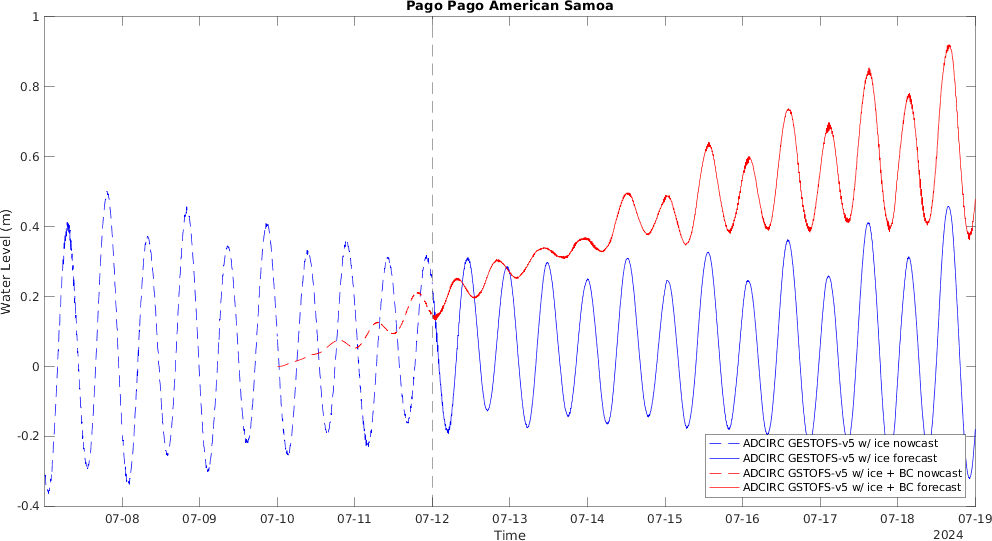 Pago Pago American Samoa
Water Level (m)
1
0.8
0.6
0.4
0.2
0
-0.2
-0.4
ADCIRC GESTOFS-v5 w/ ice nowcast
ADCIRC GESTOFS-v5 w/ ice forecast
ADCIRC GSTOFS-v5 w/ ice + BC nowcast
ADCIRC GSTOFS-v5 w/ ice + BC forecast
07-08 07-09 07-10 07-11 07-12 07-13 07-14 07-15 07-16 07-17 07-18 07-19
Time
2024